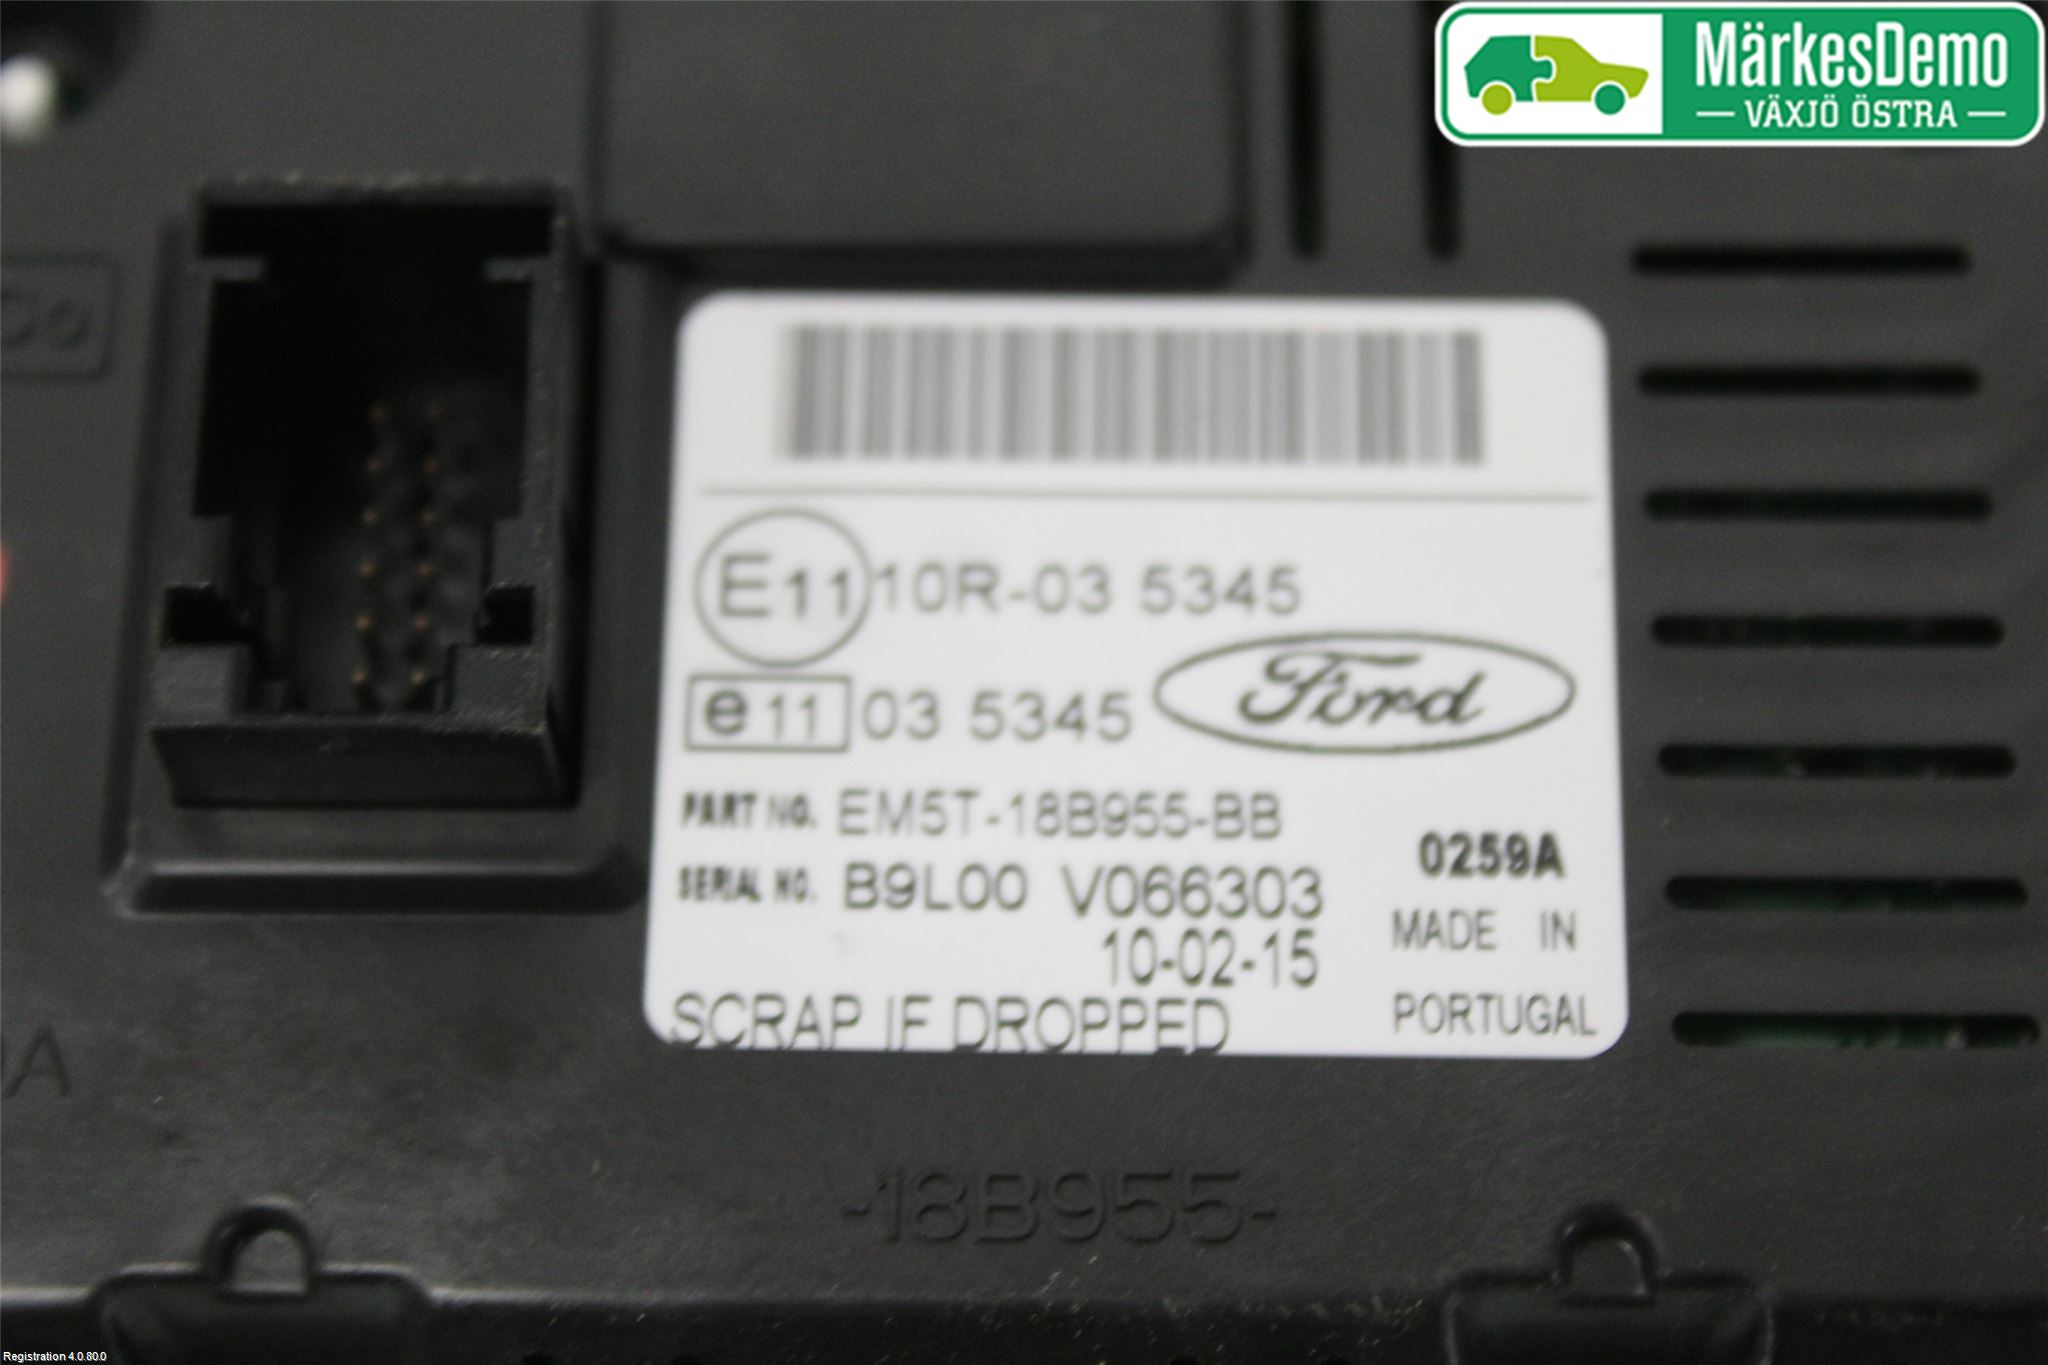 MärkesDemo
VÄXJÖ ÖSTRA
E11 10R-03 5345
e11 03 5345
Ford
PART NO. EM5T-18B955-BB
SERIAL NO. B9L00 V066303
0259A
10-02-15
MADE IN
PORTUGAL
SCRAP IF DROPPED
-18B955-
Registration 4.0.80.0